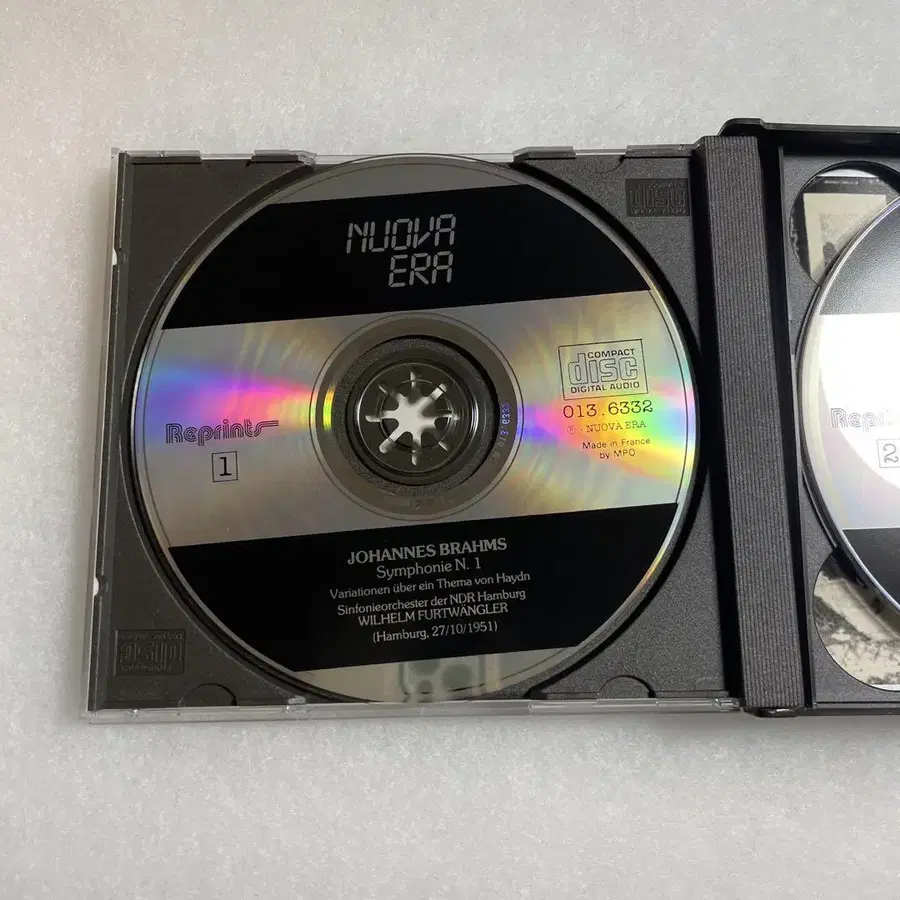 NUOVA
ERA
COMPACT
disc
DIGITAL AUDIO
013.6332
NUOVA ERA
Made in France
by MPO
Reprints
1
JOHANNES BRAHMS
Symphonie N. 1
Variationen über ein Thema von Haydn
Sinfonieorchester der NDR Hamburg
WILHELM FURTWÄNGLER
(Hamburg, 27/10/1951)
disc
disc
2